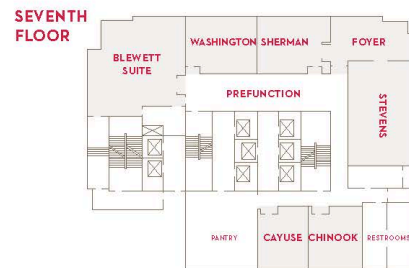 SEVENTH
FLOOR
BLEWETT
SUITE
WASHINGTON
SHERMAN
FOYER
PREFUNCTION
STEVENS
PANTRY
CAYUSE
CHINOOK
RESTROOMS